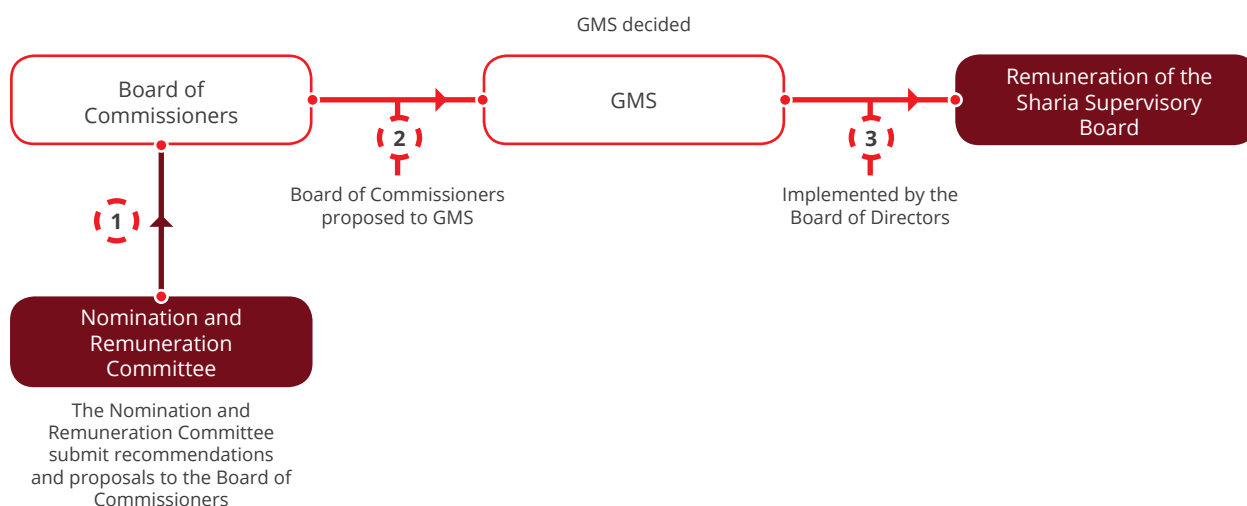 GMS decided
Board of
Commissioners
GMS
Remuneration of the
Sharia Supervisory
Board
2
3
Board of Commissioners
proposed to GMS
Implemented by the
Board of Directors
1
Nomination and
Remuneration
Committee
The Nomination and
Remuneration Committee
submit recommendations
and proposals to the Board of
Commissioners